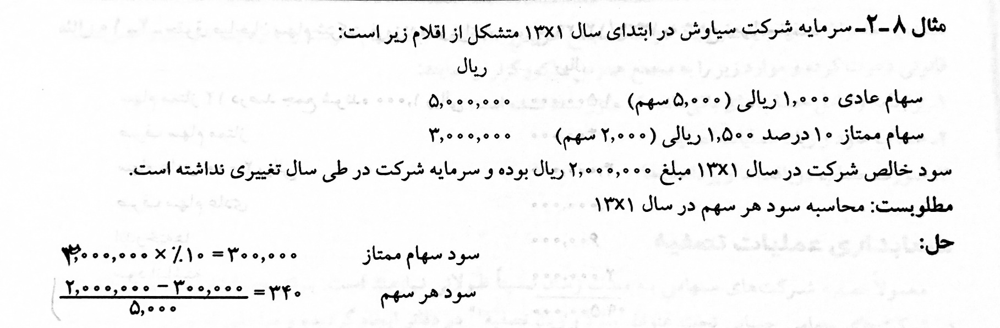 مثال ۸-۲- سرمایه شرکت سیاوش در ابتدای سال ۱۳X۱ متشکل از اقلام زیر است:
ریال
سهام عادی ۱,۰۰۰ ریالی (۵,۰۰۰ سهم) ۵,۰۰۰,۰۰۰
سهام ممتاز ۱۰ درصد ۱,۵۰۰ ریالی (۲,۰۰۰ سهم) ۳,۰۰۰,۰۰۰
سود خالص شرکت در سال ۱۳X۱ مبلغ ۲,۰۰۰,۰۰۰ ریال بوده و سرمایه شرکت در طی سال تغییری نداشته است.
مطلوبست: محاسبه سود هر سهم در سال ۱۳X۱
حل:
سود سهام ممتاز ۳,۰۰۰,۰۰۰ × ٪۱۰ = ۳۰۰,۰۰۰
سود هر سهم ۲,۰۰۰,۰۰۰ − ۳۰۰,۰۰۰ = ۳۴۰
۵,۰۰۰